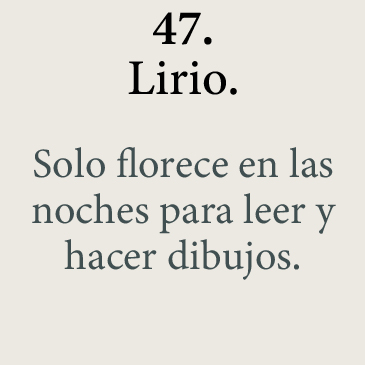 47.
Lirio.
Solo florece en las
noches para leer y
hacer dibujos.